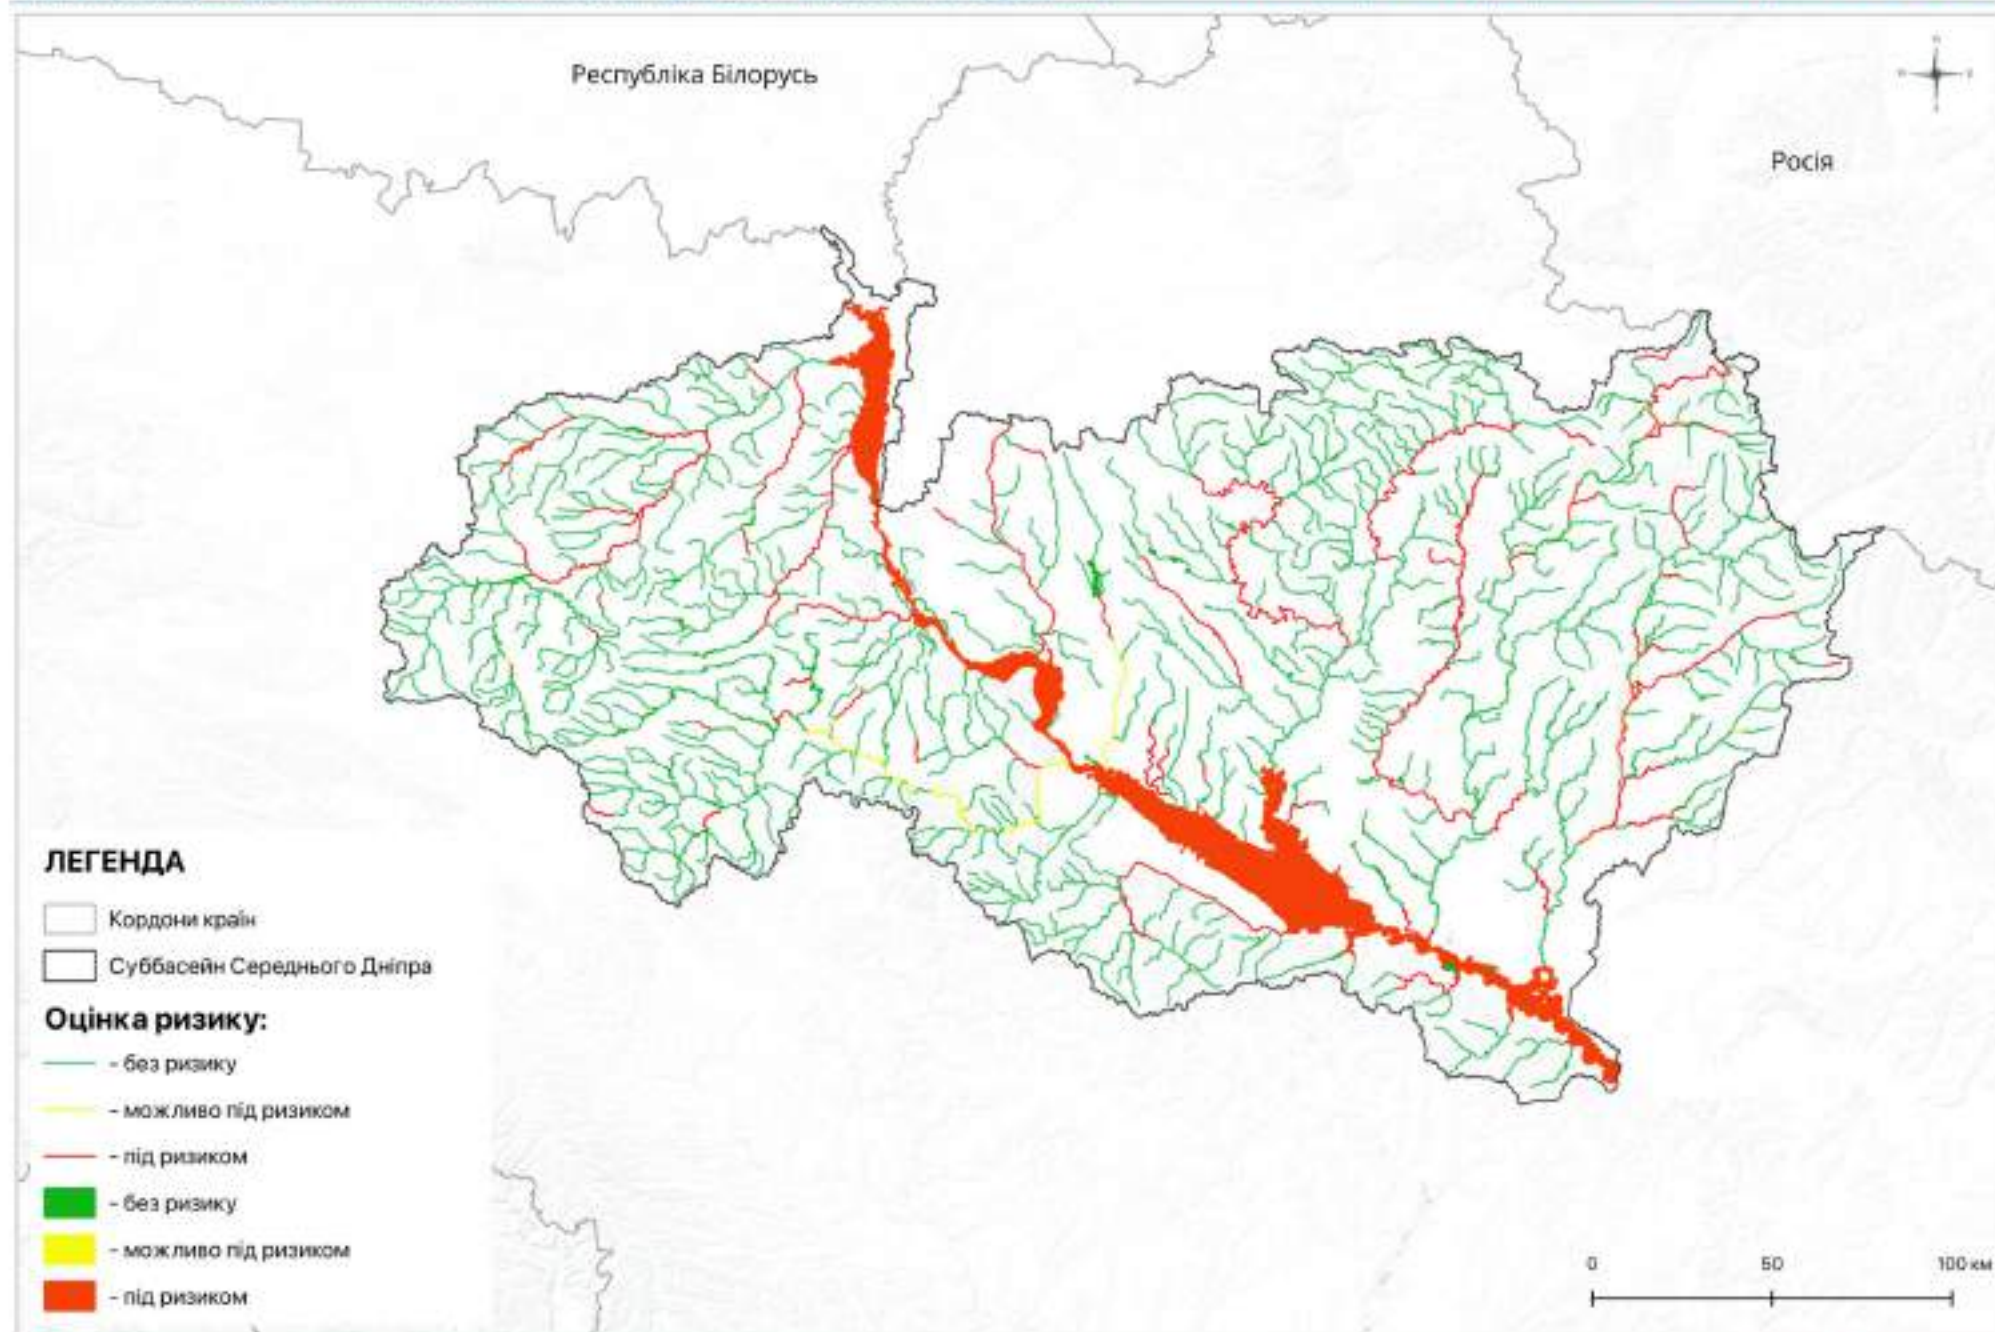 Республіка Білорусь
Росія
ЛЕГЕНДА
Кордони країн
Суббасейн Середнього Дніпра
Оцінка ризику:
- без ризику
- можливо під ризиком
- під ризиком
- без ризику
- можливо під ризиком
- під ризиком
0 50 100 км